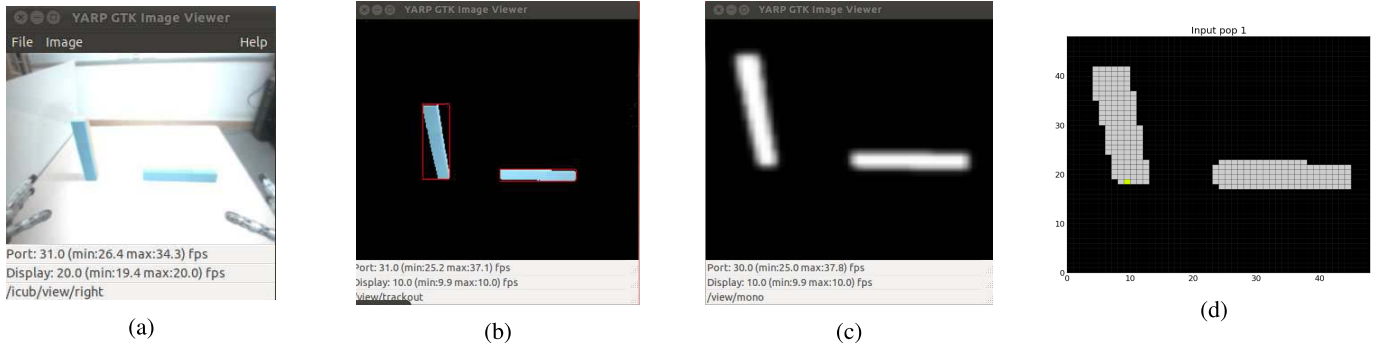 YARP GTK Image Viewer
File Image Help
Port: 31.0 (min:26.4 max:34.3) fps
Display: 20.0 (min:19.4 max:20.0) fps
/icub/view/right
(a)
YARP GTK Image Viewer
Port: 31.0 (min:25.2 max:37.1) fps
Display: 10.0 (min:9.9 max:10.0) fps
/view/trackout
(b)
YARP GTK Image Viewer
Port: 30.0 (min:25.0 max:37.8) fps
Display: 10.0 (min:9.9 max:10.0) fps
/view/mono
(c)
Input pop 1
40
30
20
10
0
0 10 20 30 40
(d)